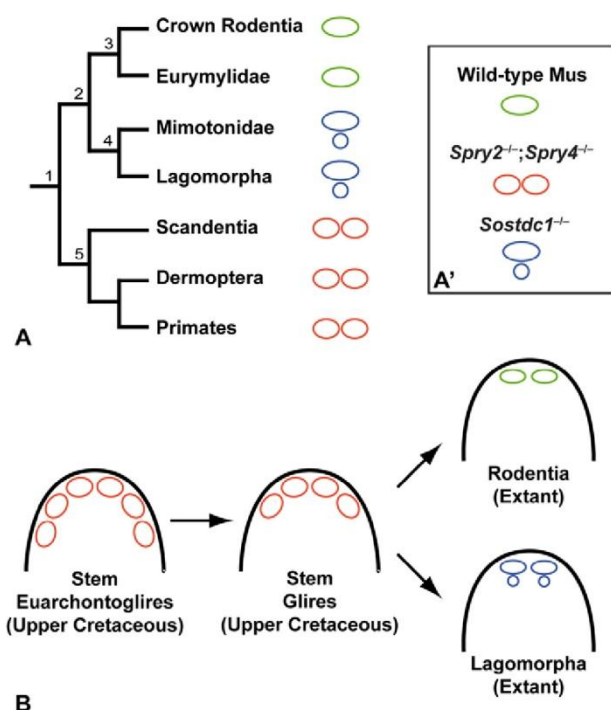 3
Crown Rodentia
2
Eurymylidae
1
4
Mimotonidae
Lagomorpha
5
Scandentia
Dermoptera
A
Primates
Wild-type Mus
Spry2⁻/⁻;Spry4⁻/⁻
Sostdc1⁻/⁻
A'
Stem
Euarchontoglires
(Upper Cretaceous)
Stem
Glires
(Upper Cretaceous)
Rodentia
(Extant)
Lagomorpha
(Extant)
B